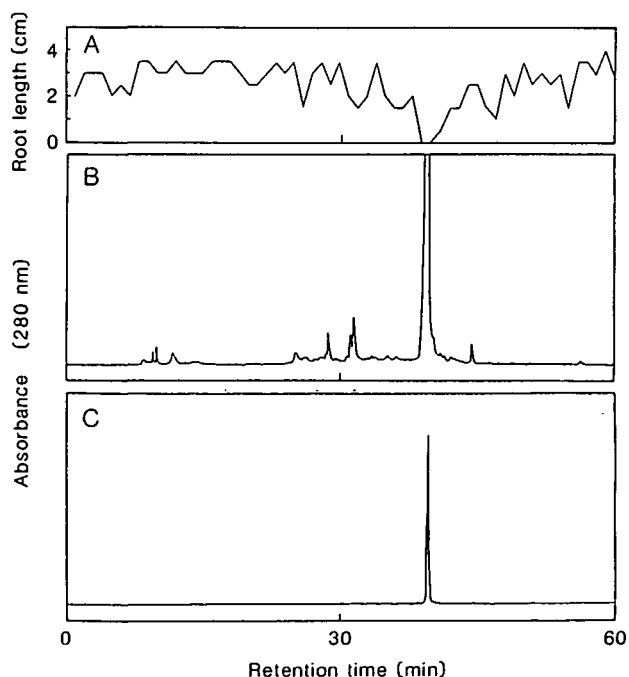 A
Root length (cm)
4
2
0
B
Absorbance (280 nm)
C
0
30
60
Retention time (min)